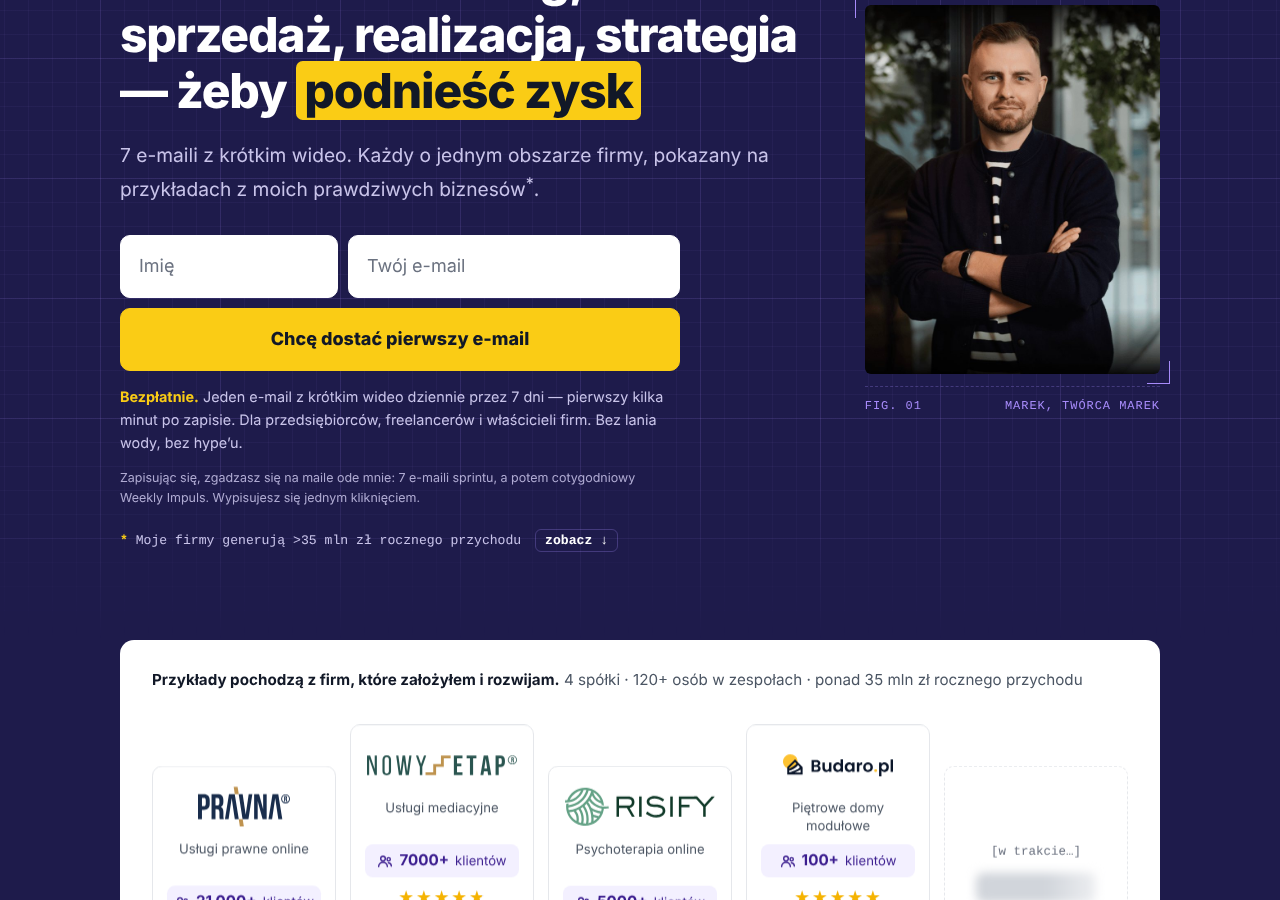 sprzedaż, realizacja, strategia
— żeby podnieść zysk
7 e-maili z krótkim wideo. Każdy o jednym obszarze firmy, pokazany na
przykładach z moich prawdziwych biznesów*.
Imię
Twój e-mail
Chcę dostać pierwszy e-mail
Bezpłatnie. Jeden e-mail z krótkim wideo dziennie przez 7 dni — pierwszy kilka
minut po zapisie. Dla przedsiębiorców, freelancerów i właścicieli firm. Bez lania
wody, bez hype’u.
Zapisując się, zgadzasz się na maile ode mnie: 7 e-maili sprintu, a potem cotygodniowy
Weekly Impuls. Wypisujesz się jednym kliknięciem.
* Moje firmy generują >35 mln zł rocznego przychodu zobacz ↓
FIG. 01
MAREK, TWÓRCA MAREK
Przykłady pochodzą z firm, które założyłem i rozwijam. 4 spółki · 120+ osób w zespołach · ponad 35 mln zł rocznego przychodu
PRAVNA®
Usługi prawne online
NOWY ETAP®
Usługi mediacyjne
7000+ klientów
★★★★★
RISIFY
Psychoterapia online
Budaro.pl
Piętrowe domy
modułowe
100+ klientów
★★★★★
[w trakcie…]